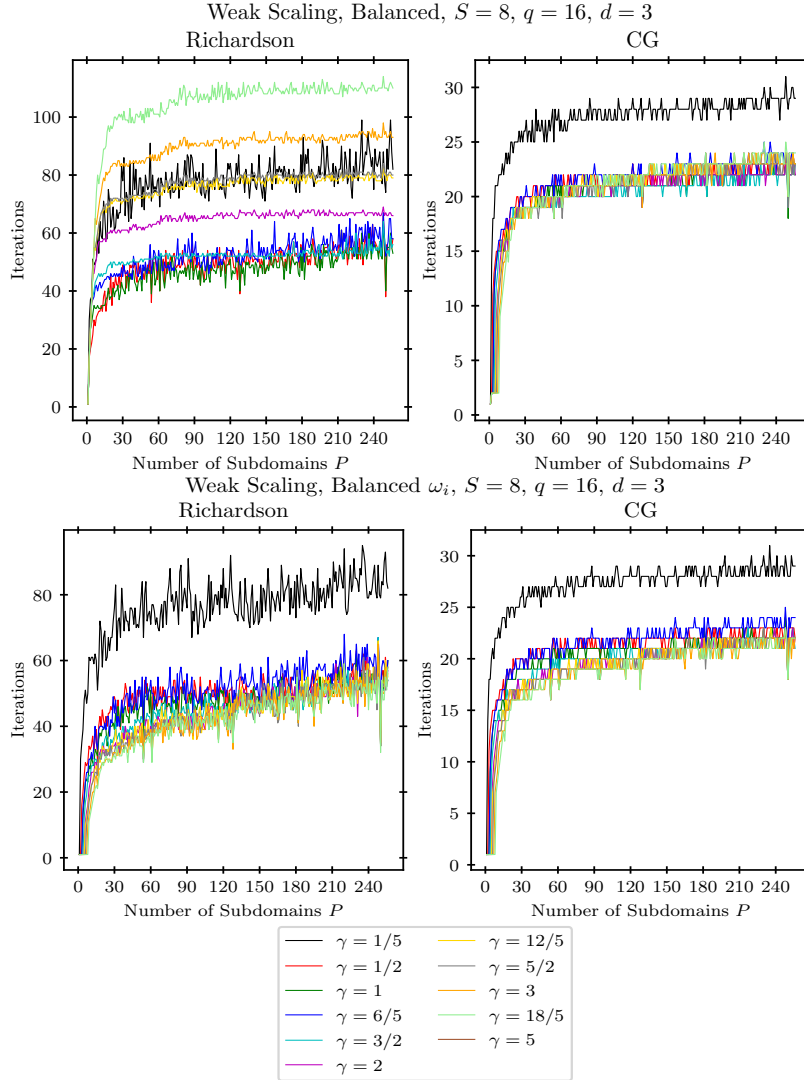 Weak Scaling, Balanced, S = 8, q = 16, d = 3
Richardson
CG
Iterations
100
80
60
40
20
0
0 30 60 90 120 150 180 210 240
Number of Subdomains P
Iterations
30
25
20
15
10
5
0
0 30 60 90 120 150 180 210 240
Number of Subdomains P
Weak Scaling, Balanced ω_i, S = 8, q = 16, d = 3
Richardson
CG
Iterations
80
60
40
20
0
0 30 60 90 120 150 180 210 240
Number of Subdomains P
Iterations
30
25
20
15
10
5
0
0 30 60 90 120 150 180 210 240
Number of Subdomains P
γ = 1/5
γ = 1/2
γ = 1
γ = 6/5
γ = 3/2
γ = 2
γ = 12/5
γ = 5/2
γ = 3
γ = 18/5
γ = 5